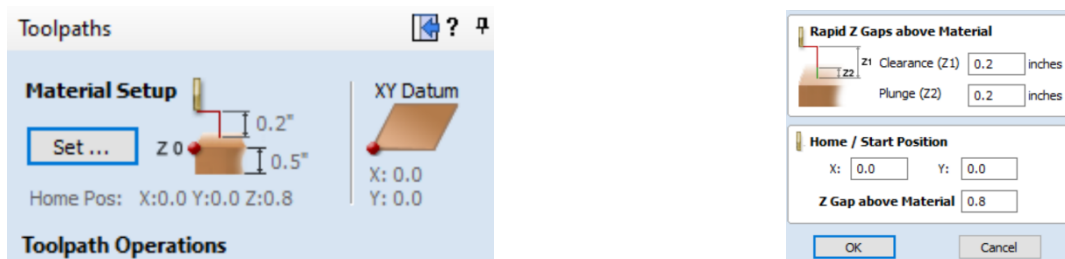 Toolpaths ?
Material Setup
XY Datum
0.2"
Set ...
Z 0
0.5"
X: 0.0
Y: 0.0
Home Pos: X:0.0 Y:0.0 Z:0.8
Toolpath Operations
Rapid Z Gaps above Material
Z1 Clearance (Z1) 0.2 inches
Z2
Z1
Plunge (Z2) 0.2 inches
Home / Start Position
X: 0.0 Y: 0.0
Z Gap above Material 0.8
OK Cancel